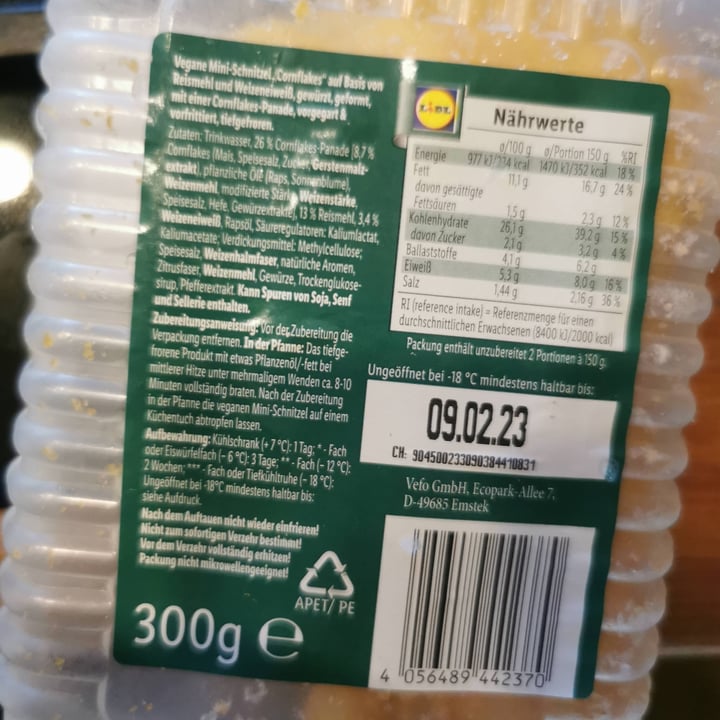 Vegane Mini-Schnitzel „Cornflakes" auf Basis von
Reismehl und Weizeneiweiß, gewürzt, geformt,
mit einer Cornflakes-Panade, vorgegart &
vorfrittiert, tiefgefroren.
Zutaten: Trinkwasser, 26 % Cornflakes-Panade [8,7 %
Cornflakes (Mais, Speisesalz, Zucker, Gerstenmalz-
extrakt), pflanzliche Öle (Raps, Sonnenblume),
Weizenmehl, modifizierte Stärke, Weizenstärke,
Speisesalz, Hefe, Gewürzextrakte], 13 % Reismehl, 3,4 %
Weizeneiweiß, Rapsöl, Säureregulatoren: Kaliumlactat,
Kaliumacetate; Verdickungsmittel: Methylcellulose;
Speisesalz, Weizenhalmfaser, natürliche Aromen,
Zitrusfaser, Weizenmehl, Gewürze, Trockenglukose-
sirup, Pfefferextrakt. Kann Spuren von Soja, Senf
und Sellerie enthalten.
Zubereitungsanweisung: Vor der Zubereitung die
Verpackung entfernen. In der Pfanne: Das tiefge-
frorene Produkt mit etwas Pflanzenöl/-fett bei
mittlerer Hitze unter mehrmaligem Wenden ca. 8-10
Minuten vollständig braten. Nach der Zubereitung
in der Pfanne die veganen Mini-Schnitzel auf einem
Küchentuch abtropfen lassen.
Aufbewahrung: Kühlschrank (+ 7 °C): 1 Tag; * - Fach
oder Eiswürfelfach (- 6 °C): 3 Tage; ** - Fach (- 12 °C):
2 Wochen; *** - Fach oder Tiefkühltruhe (- 18 °C):
Ungeöffnet bei -18°C mindestens haltbar bis:
siehe Aufdruck.
Nach dem Auftauen nicht wieder einfrieren!
Nicht zum sofortigen Verzehr bestimmt!
Vor dem Verzehr vollständig erhitzen!
Packung nicht mikrowellengeeignet!
APET/ PE
300g e
LIDL
Nährwerte
ø/100 g ø/Portion 150 g %RI
Energie 977 kJ/234 kcal 1470 kJ/352 kcal 18 %
Fett 11,1 g 16,7 g 24 %
davon gesättigte
Fettsäuren 1,5 g 2,3 g 12 %
Kohlenhydrate 26,1 g 39,2 g 15 %
davon Zucker 2,1 g 3,2 g 4 %
Ballaststoffe 4,1 g 6,2 g
Eiweiß 5,3 g 8,0 g 16 %
Salz 1,44 g 2,16 g 36 %
RI (reference intake) = Referenzmenge für einen
durchschnittlichen Erwachsenen (8400 kJ/2000 kcal)
Packung enthält unzubereitet 2 Portionen à 150 g.
Ungeöffnet bei -18 °C mindestens haltbar bis:
09.02.23
CH: 90450023309038441083 1
Vefo GmbH, Ecopark-Allee 7,
D-49685 Emstek
4 056489 442370